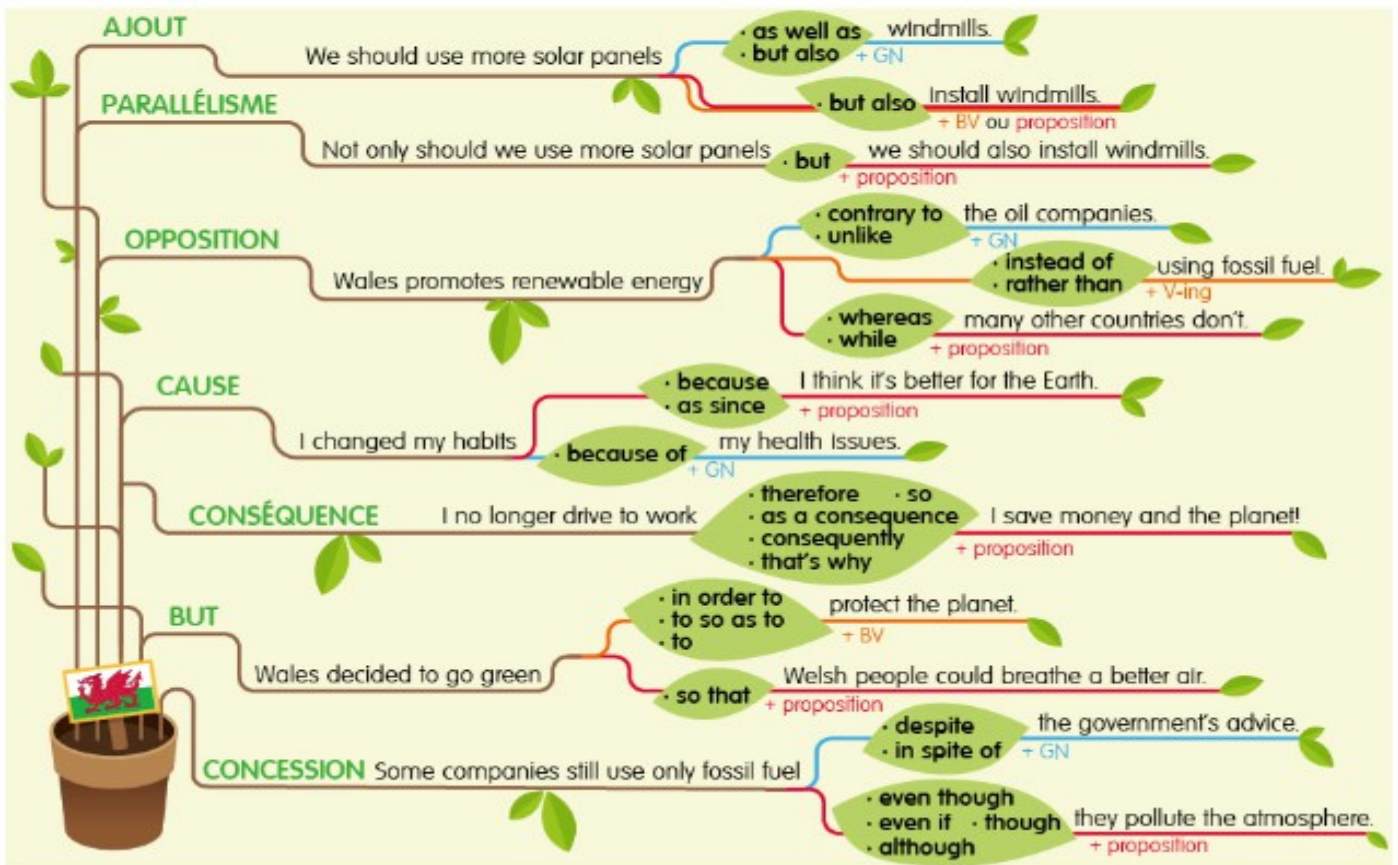 AJOUT
We should use more solar panels
· as well as
· but also
windmills.
+ GN
· but also
install windmills.
+ BV ou proposition
PARALLÉLISME
Not only should we use more solar panels
· but
we should also install windmills.
+ proposition
OPPOSITION
Wales promotes renewable energy
· contrary to
· unlike
the oil companies.
+ GN
· instead of
· rather than
using fossil fuel.
+ V-ing
· whereas
· while
many other countries don't.
+ proposition
CAUSE
I changed my habits
· because
· as since
I think it's better for the Earth.
+ proposition
· because of
my health issues.
+ GN
CONSÉQUENCE
I no longer drive to work
· therefore · so
· as a consequence
· consequently
· that's why
I save money and the planet!
+ proposition
BUT
Wales decided to go green
· in order to
· to so as to
· to
protect the planet.
+ BV
· so that
Welsh people could breathe a better air.
+ proposition
CONCESSION
Some companies still use only fossil fuel
· despite
· in spite of
the government's advice.
+ GN
· even though
· even if · though
· although
they pollute the atmosphere.
+ proposition